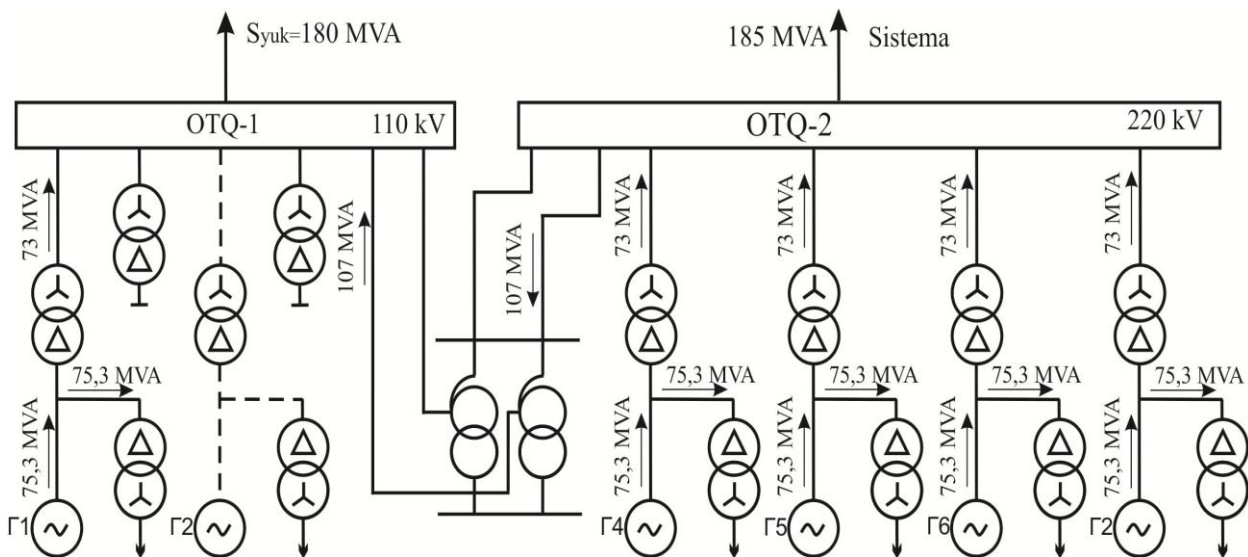 Syuk=180 MVA
185 MVA Sistema
OTQ-1 110 kV
OTQ-2 220 kV
73 MVA
107 MVA
107 MVA
73 MVA
73 MVA
73 MVA
73 MVA
75,3 MVA
75,3 MVA
75,3 MVA
75,3 MVA
75,3 MVA
75,3 MVA
75,3 MVA
75,3 MVA
75,3 MVA
75,3 MVA
Г1
Г2
Г4
Г5
Г6
Г2